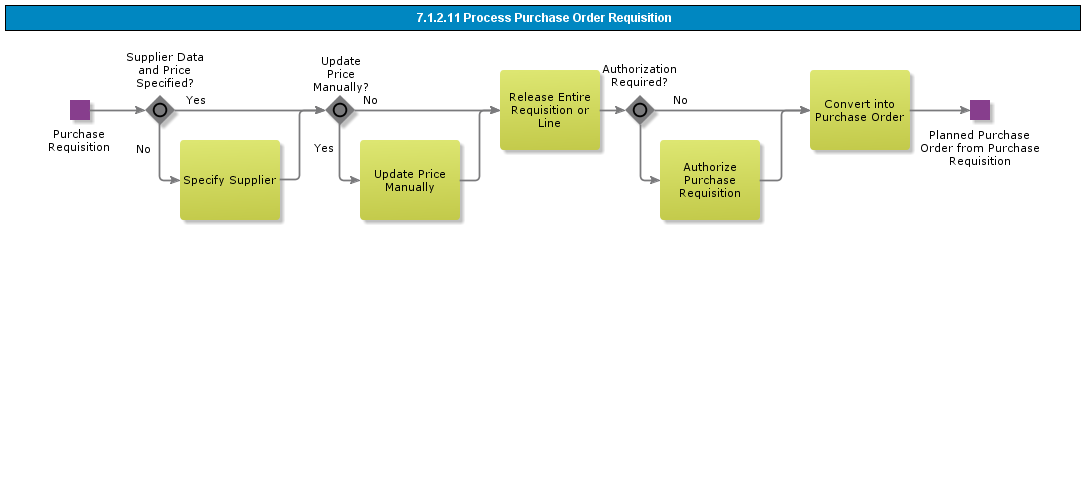 7.1.2.11 Process Purchase Order Requisition
Supplier Data
and Price
Specified?
Update
Price
Manually?
Authorization
Required?
Yes
No
No
Release Entire
Requisition or
Line
Convert into
Purchase Order
Purchase
Requisition
Planned Purchase
Order from Purchase
Requisition
No
Yes
Specify Supplier
Update Price
Manually
Authorize
Purchase
Requisition